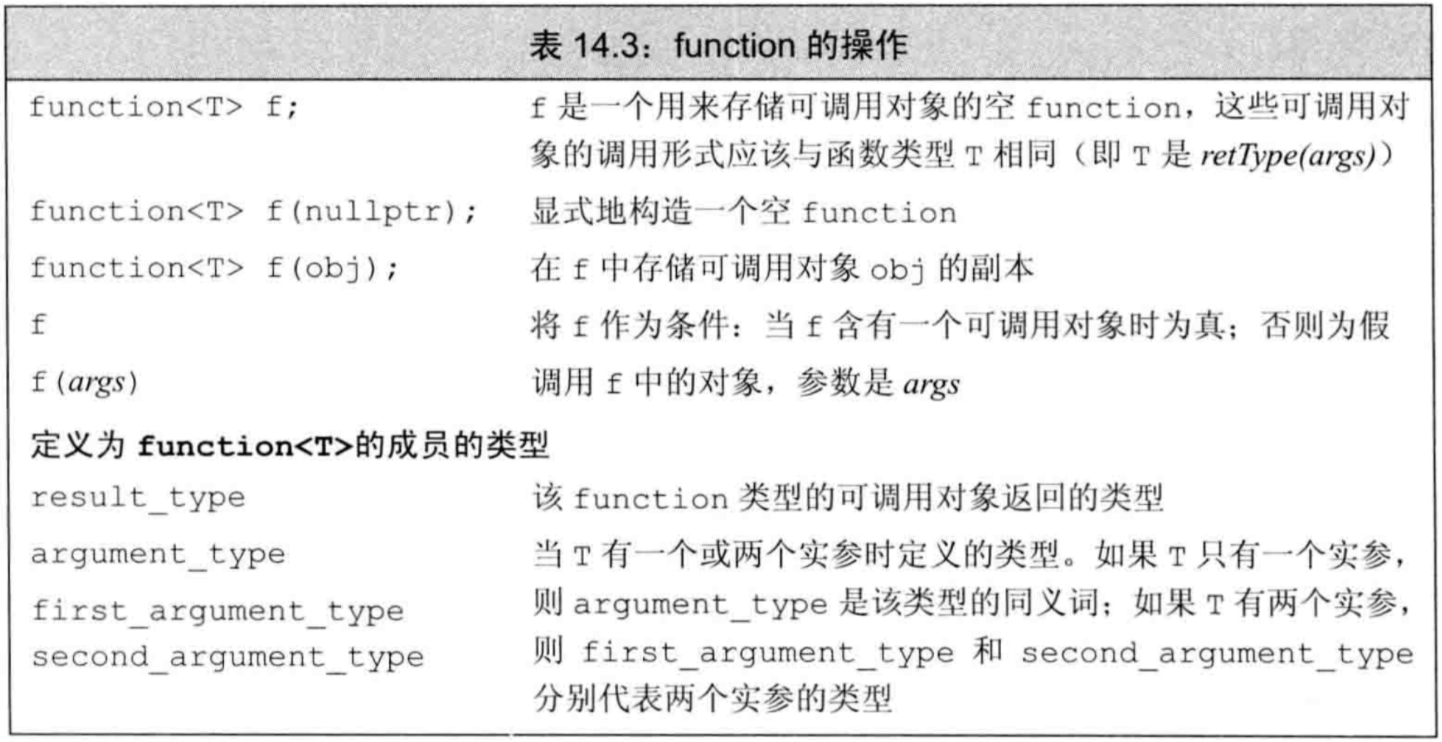 表 14.3：function 的操作
function<T> f; f 是一个用来存储可调用对象的空 function，这些可调用对
象的调用形式应该与函数类型 T 相同（即 T 是 retType(args)）
function<T> f(nullptr); 显式地构造一个空 function
function<T> f(obj); 在 f 中存储可调用对象 obj 的副本
f 将 f 作为条件：当 f 含有一个可调用对象时为真；否则为假
f(args) 调用 f 中的对象，参数是 args
定义为 function<T>的成员的类型
result_type 该 function 类型的可调用对象返回的类型
argument_type 当 T 有一个或两个实参时定义的类型。如果 T 只有一个实参，
first_argument_type 则 argument_type 是该类型的同义词；如果 T 有两个实参，
second_argument_type 则 first_argument_type 和 second_argument_type
分别代表两个实参的类型